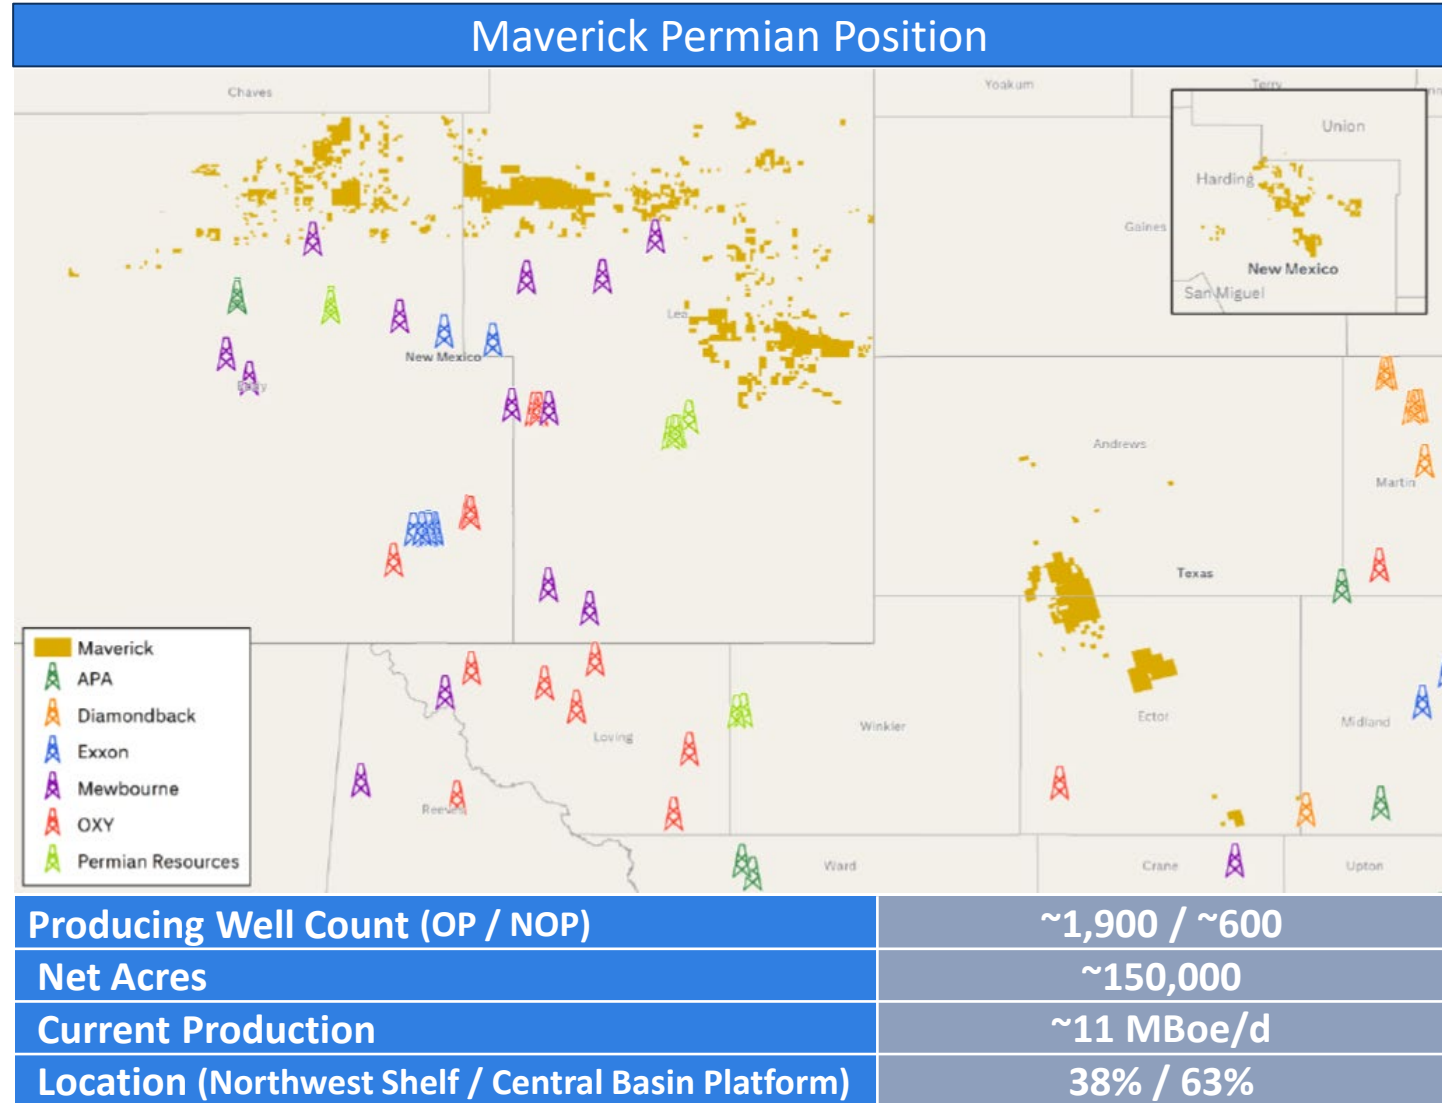 Maverick Permian Position
Chaves
Yoakum
Terry
Union
Harding
Gaines
New Mexico
San Miguel
Lea
New Mexico
Eddy
Andrews
Martin
Texas
Maverick
APA
Diamondback
Exxon
Mewbourne
OXY
Permian Resources
Loving
Winkler
Ector
Midland
Reeves
Ward
Crane
Upton
Producing Well Count (OP / NOP) ~1,900 / ~600
Net Acres ~150,000
Current Production ~11 MBoe/d
Location (Northwest Shelf / Central Basin Platform) 38% / 63%